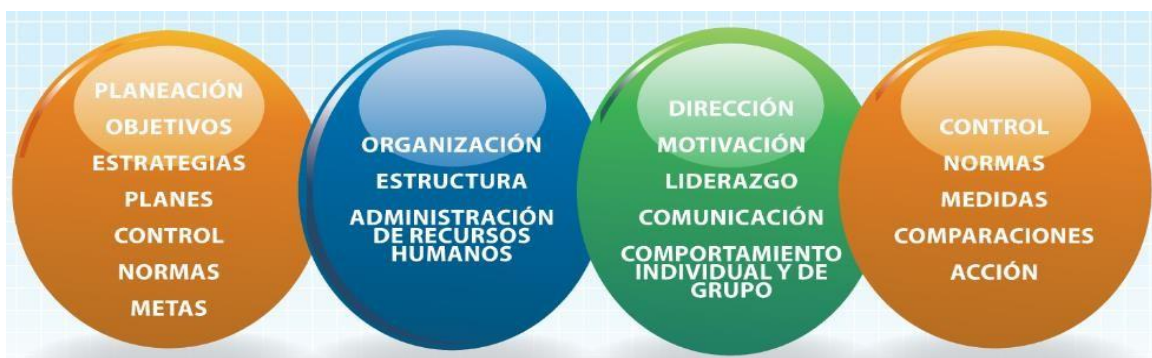 PLANEACIÓN
OBJETIVOS
ESTRATEGIAS
PLANES
CONTROL
NORMAS
METAS
ORGANIZACIÓN
ESTRUCTURA
ADMINISTRACIÓN
DE RECURSOS
HUMANOS
DIRECCIÓN
MOTIVACIÓN
LIDERAZGO
COMUNICACIÓN
COMPORTAMIENTO
INDIVIDUAL Y DE
GRUPO
CONTROL
NORMAS
MEDIDAS
COMPARACIONES
ACCIÓN